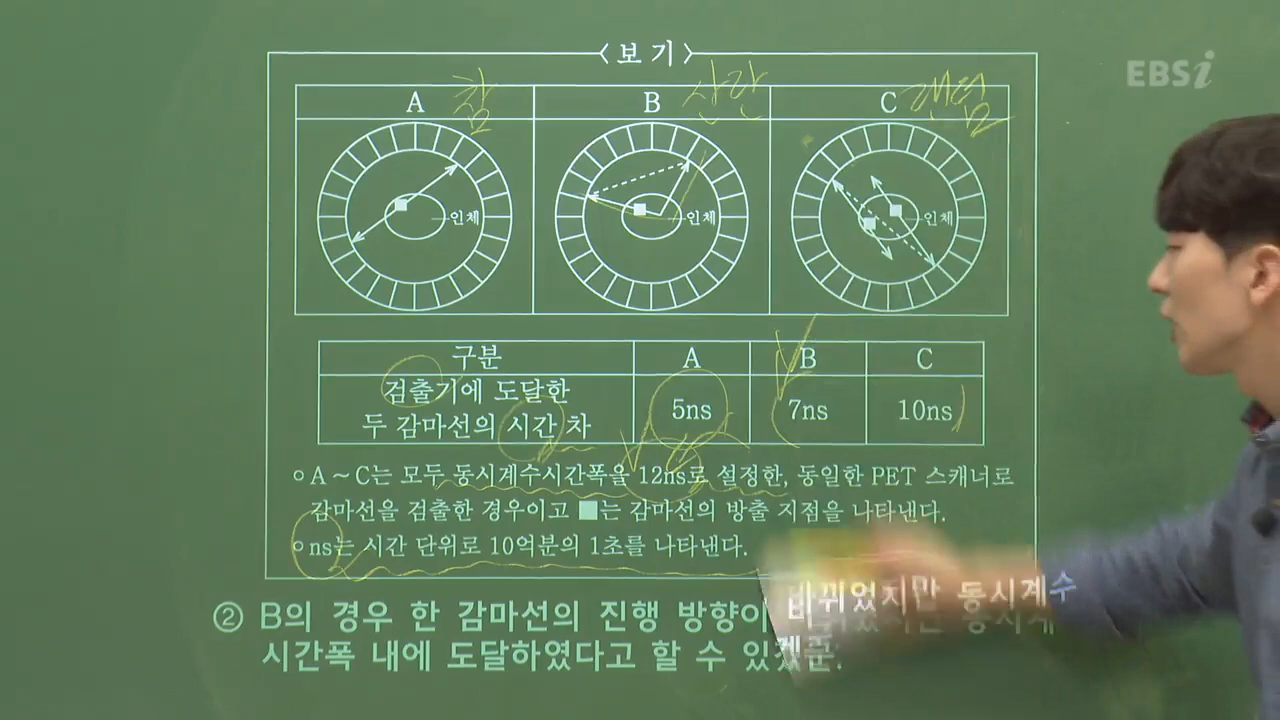 〈보기〉
EBSi
A 참 B 산란 C 랜덤
인체 인체 인체
구분 A B C
검출기에 도달한
두 감마선의 시간 차 5ns 7ns 10ns
○ A～C는 모두 동시계수시간폭을 12ns로 설정한, 동일한 PET 스캐너로
감마선을 검출한 경우이고 ■는 감마선의 방출 지점을 나타낸다.
○ ns는 시간 단위로 10억분의 1초를 나타낸다.
② B의 경우 한 감마선의 진행 방향이 바뀌었지만 동시계수
시간폭 내에 도달하였다고 할 수 있겠군.